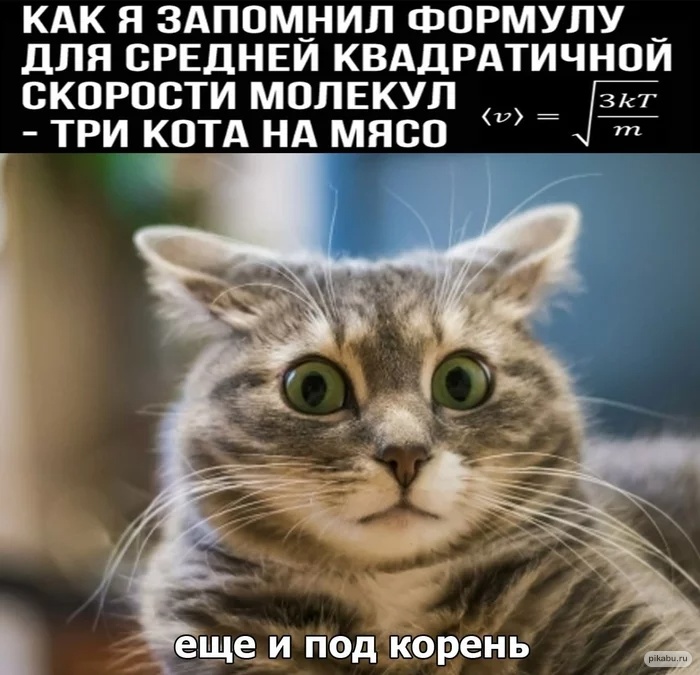 КАК Я ЗАПОМНИЛ ФОРМУЛУ
ДЛЯ СРЕДНЕЙ КВАДРАТИЧНОЙ
СКОРОСТИ МОЛЕКУЛ
- ТРИ КОТА НА МЯСО
⟨v⟩ = √(3kT/m)
еще и под корень
pikabu.ru